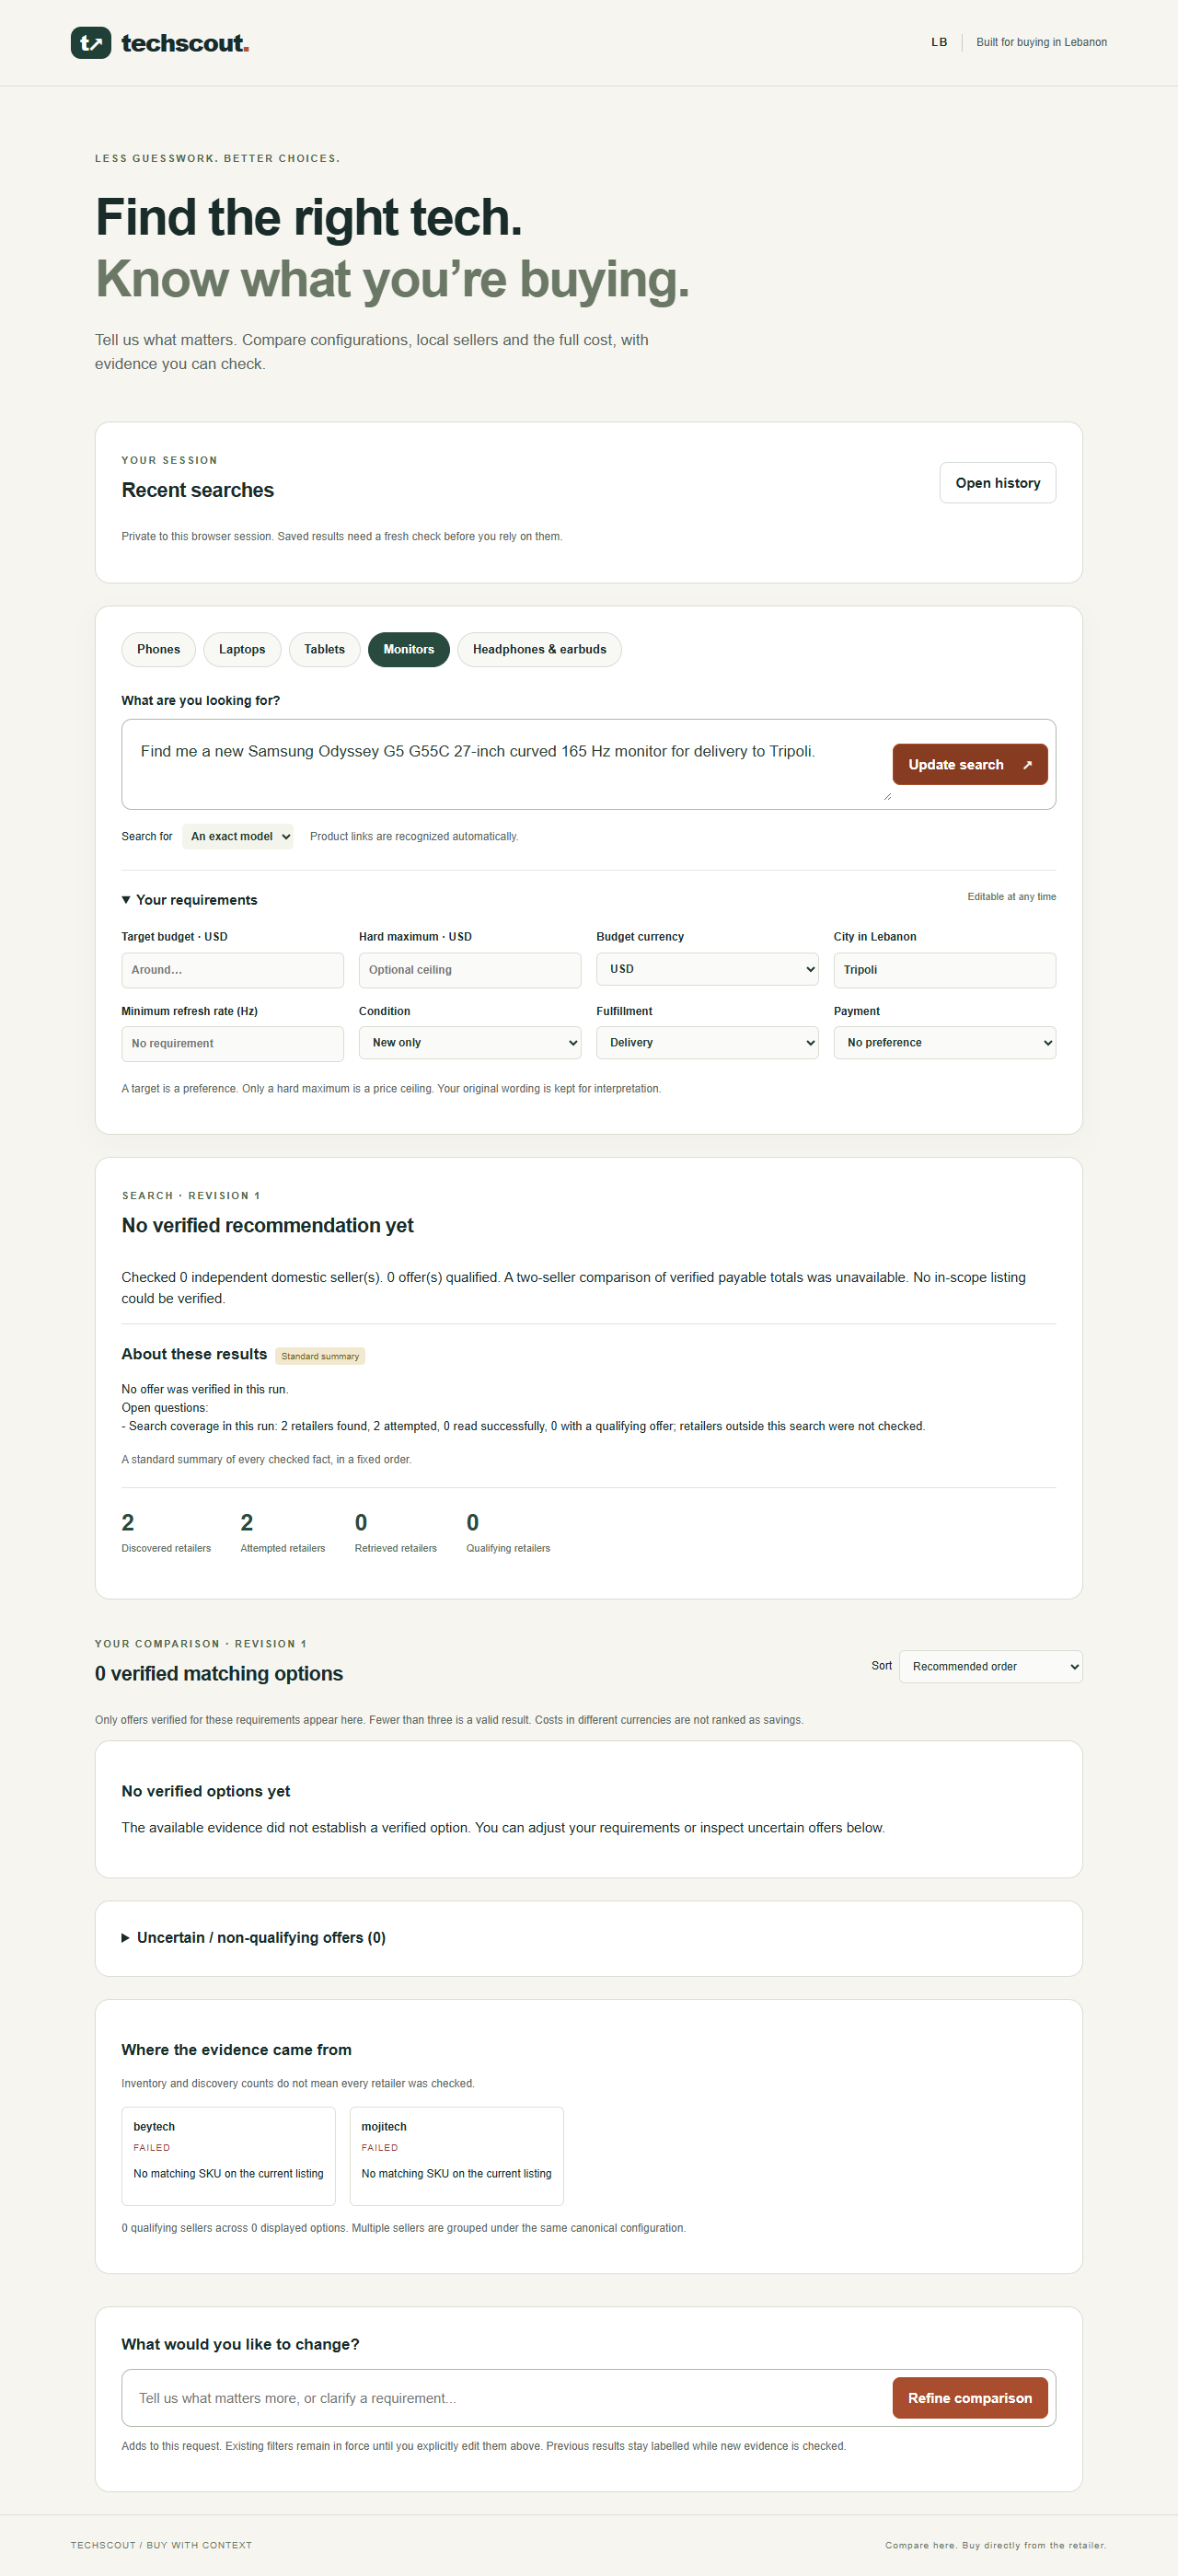 t↗ techscout.
LB
Built for buying in Lebanon
LESS GUESSWORK. BETTER CHOICES.
Find the right tech.
Know what you’re buying.
Tell us what matters. Compare configurations, local sellers and the full cost, with
evidence you can check.
YOUR SESSION
Recent searches
Open history
Private to this browser session. Saved results need a fresh check before you rely on them.
Phones
Laptops
Tablets
Monitors
Headphones & earbuds
What are you looking for?
Find me a new Samsung Odyssey G5 G55C 27-inch curved 165 Hz monitor for delivery to Tripoli.
Update search ↗
Search for An exact model Product links are recognized automatically.
▼ Your requirements
Editable at any time
Target budget · USD
Hard maximum · USD
Budget currency
City in Lebanon
Around...
Optional ceiling
USD
Tripoli
Minimum refresh rate (Hz)
Condition
Fulfillment
Payment
No requirement
New only
Delivery
No preference
A target is a preference. Only a hard maximum is a price ceiling. Your original wording is kept for interpretation.
SEARCH · REVISION 1
No verified recommendation yet
Checked 0 independent domestic seller(s). 0 offer(s) qualified. A two-seller comparison of verified payable totals was unavailable. No in-scope listing
could be verified.
About these results Standard summary
No offer was verified in this run.
Open questions:
- Search coverage in this run: 2 retailers found, 2 attempted, 0 read successfully, 0 with a qualifying offer; retailers outside this search were not checked.
A standard summary of every checked fact, in a fixed order.
2
2
0
0
Discovered retailers
Attempted retailers
Retrieved retailers
Qualifying retailers
YOUR COMPARISON · REVISION 1
0 verified matching options
Sort Recommended order
Only offers verified for these requirements appear here. Fewer than three is a valid result. Costs in different currencies are not ranked as savings.
No verified options yet
The available evidence did not establish a verified option. You can adjust your requirements or inspect uncertain offers below.
▶ Uncertain / non-qualifying offers (0)
Where the evidence came from
Inventory and discovery counts do not mean every retailer was checked.
beytech
FAILED
No matching SKU on the current listing
mojitech
FAILED
No matching SKU on the current listing
0 qualifying sellers across 0 displayed options. Multiple sellers are grouped under the same canonical configuration.
What would you like to change?
Tell us what matters more, or clarify a requirement...
Refine comparison
Adds to this request. Existing filters remain in force until you explicitly edit them above. Previous results stay labelled while new evidence is checked.
TECHSCOUT / BUY WITH CONTEXT
Compare here. Buy directly from the retailer.